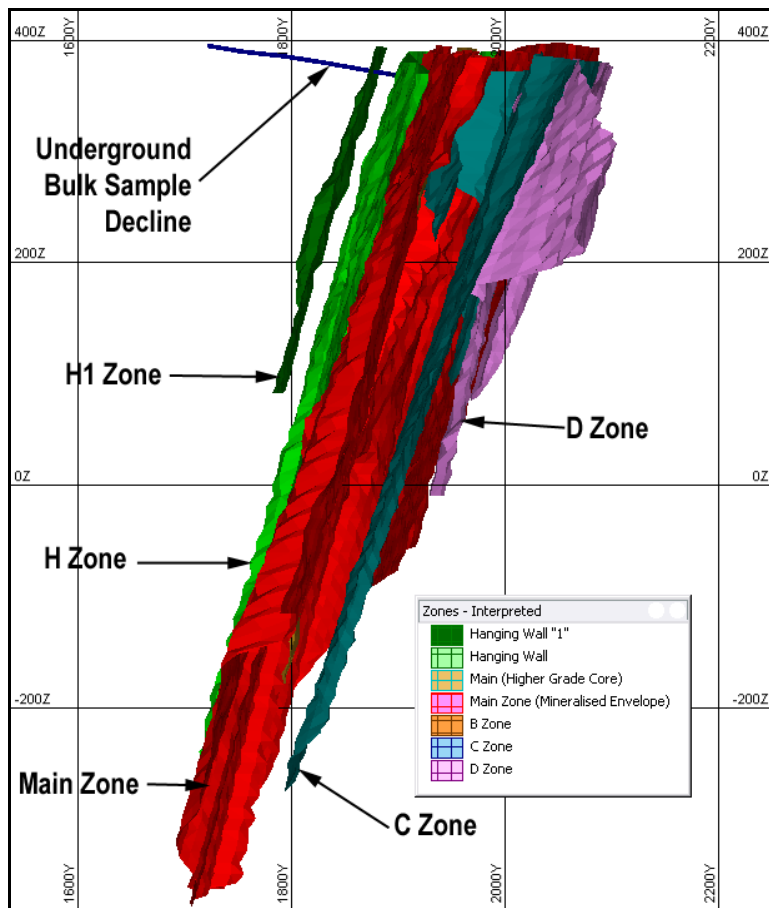 400Z
1600Y
1800Y
2000Y
2200Y
400Z
Underground
Bulk Sample
Decline
200Z
200Z
H1 Zone
D Zone
0Z
0Z
H Zone
Zones - Interpreted
Hanging Wall "1"
Hanging Wall
Main (Higher Grade Core)
Main Zone (Mineralised Envelope)
B Zone
C Zone
D Zone
-200Z
-200Z
Main Zone
C Zone
1600Y
1800Y
2000Y
2200Y